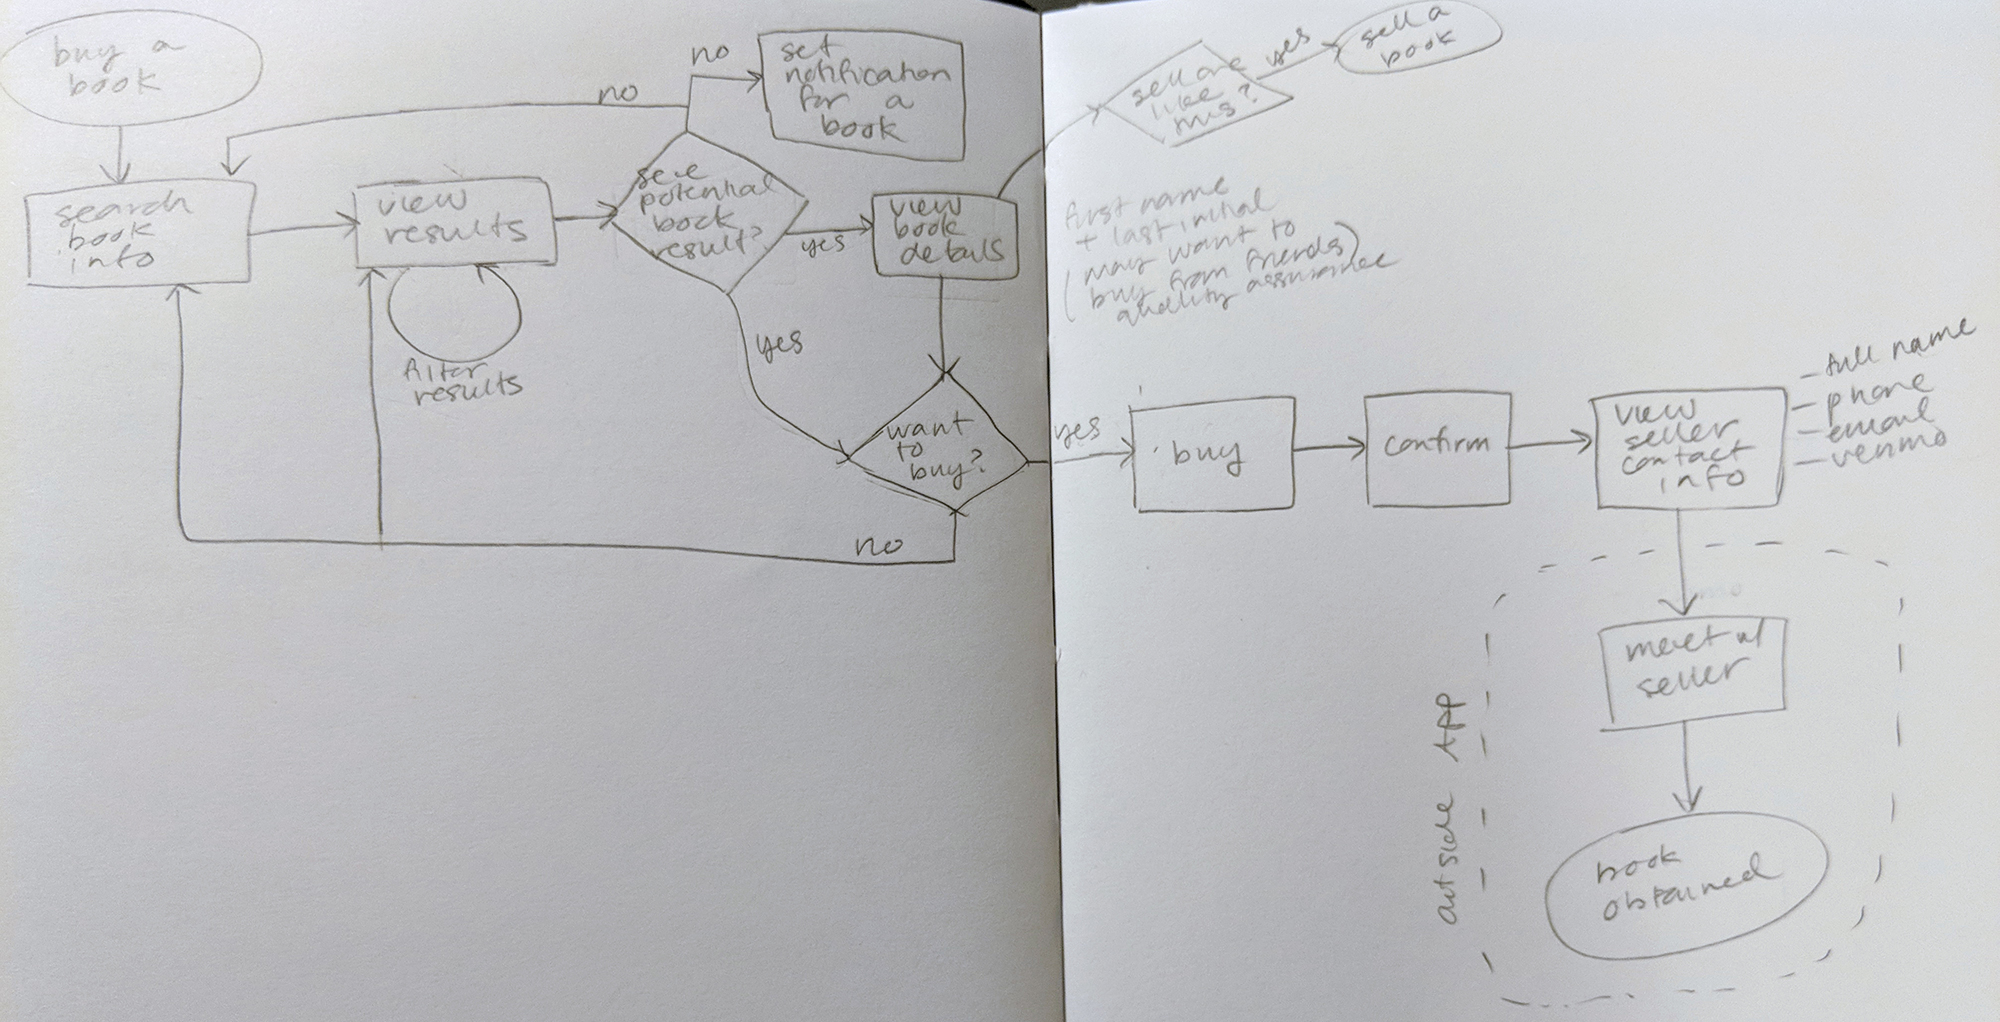 buy a
book
search
book
info
no
view
results
filter
results
see
potential
book
result?
no
set
notification
for a
book
yes
view
book
details
yes
want
to
buy?
no
sell one
like
this?
yes
sell a
book
first name
+ last initial
(may want to
buy from friends)
quality assurance
yes
buy
confirm
view
seller
contact
info
- full name
- phone
- email
- venmo
meet w/
seller
book
obtained
outside APP